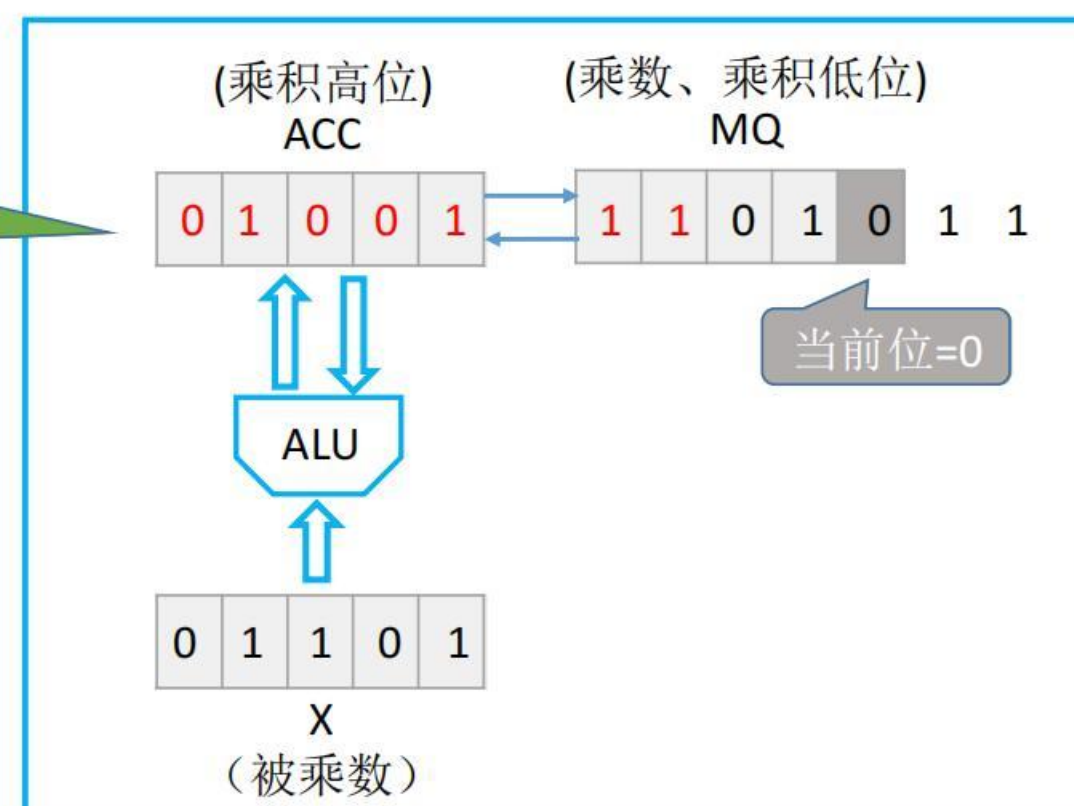 (乘积高位)
ACC
(乘数、乘积低位)
MQ
0 1 0 0 1
1 1 0 1 0 1 1
当前位=0
ALU
0 1 1 0 1
X
（被乘数）